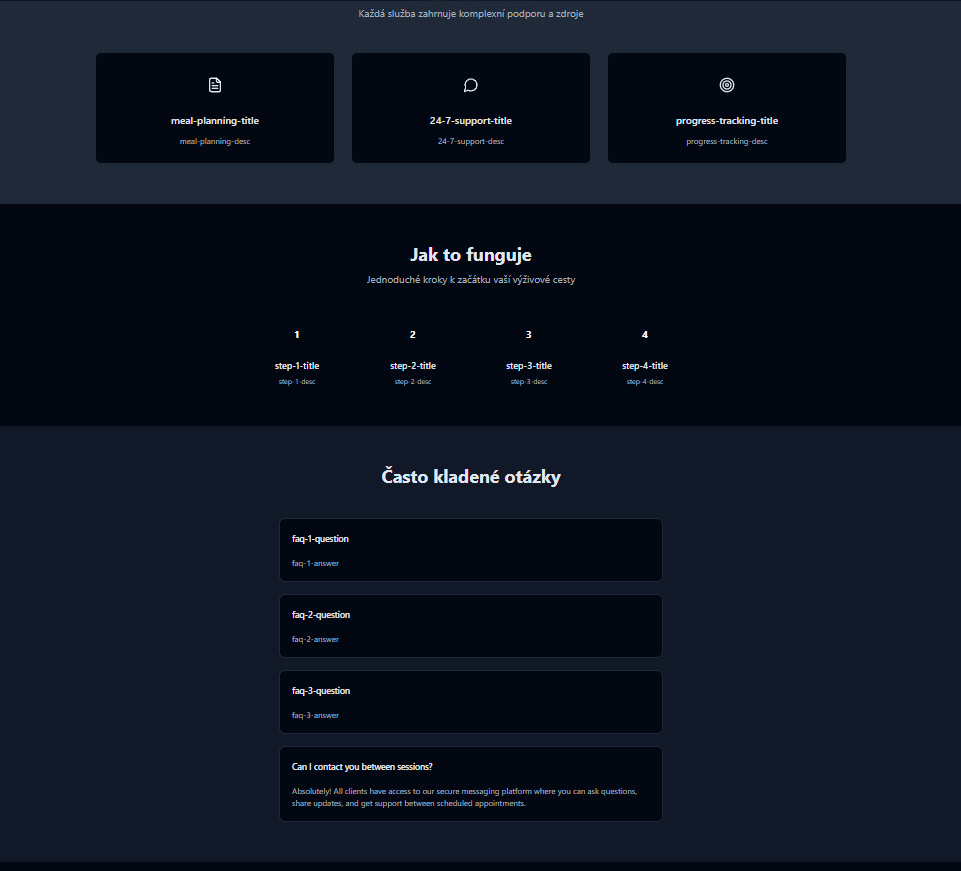 Každá služba zahrnuje komplexní podporu a zdroje
meal-planning-title
meal-planning-desc
24-7-support-title
24-7-support-desc
progress-tracking-title
progress-tracking-desc
Jak to funguje
Jednoduché kroky k začátku vaší výživové cesty
1
step-1-title
step-1-desc
2
step-2-title
step-2-desc
3
step-3-title
step-3-desc
4
step-4-title
step-4-desc
Často kladené otázky
faq-1-question
faq-1-answer
faq-2-question
faq-2-answer
faq-3-question
faq-3-answer
Can I contact you between sessions?
Absolutely! All clients have access to our secure messaging platform where you can ask questions,
share updates, and get support between scheduled appointments.